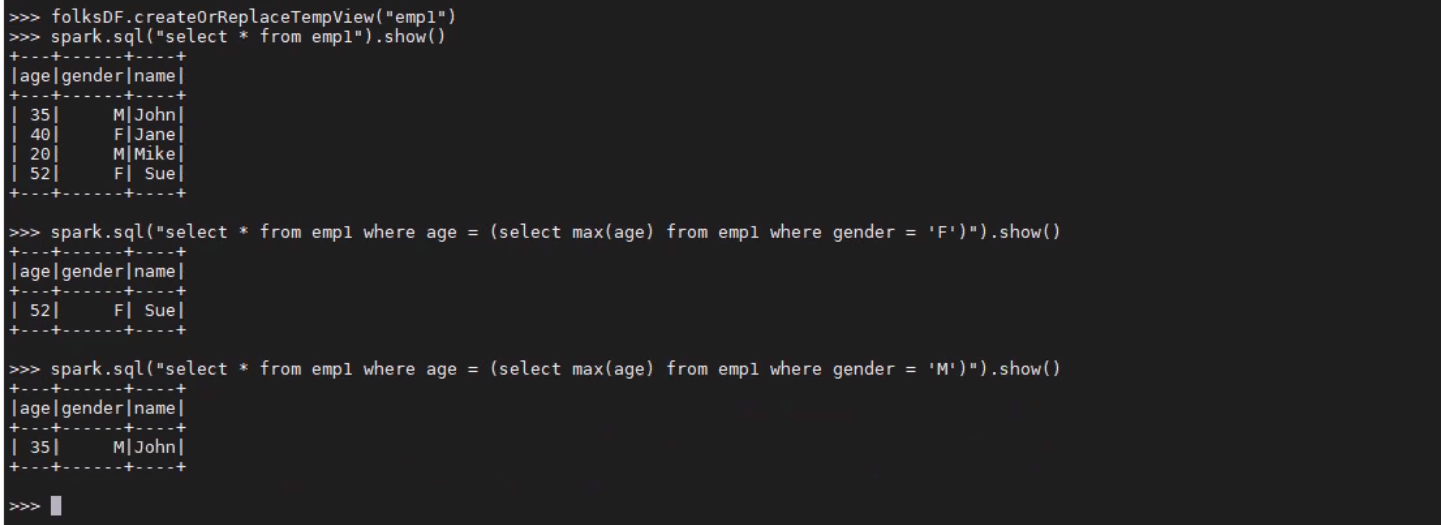 >>> folksDF.createOrReplaceTempView("emp1")
>>> spark.sql("select * from emp1").show()
+---+------+----+
|age|gender|name|
+---+------+----+
| 35|     M|John|
| 40|     F|Jane|
| 20|     M|Mike|
| 52|     F| Sue|
+---+------+----+
>>> spark.sql("select * from emp1 where age = (select max(age) from emp1 where gender = 'F')").show()
+---+------+----+
|age|gender|name|
+---+------+----+
| 52|     F| Sue|
+---+------+----+
>>> spark.sql("select * from emp1 where age = (select max(age) from emp1 where gender = 'M')").show()
+---+------+----+
|age|gender|name|
+---+------+----+
| 35|     M|John|
+---+------+----+
>>>